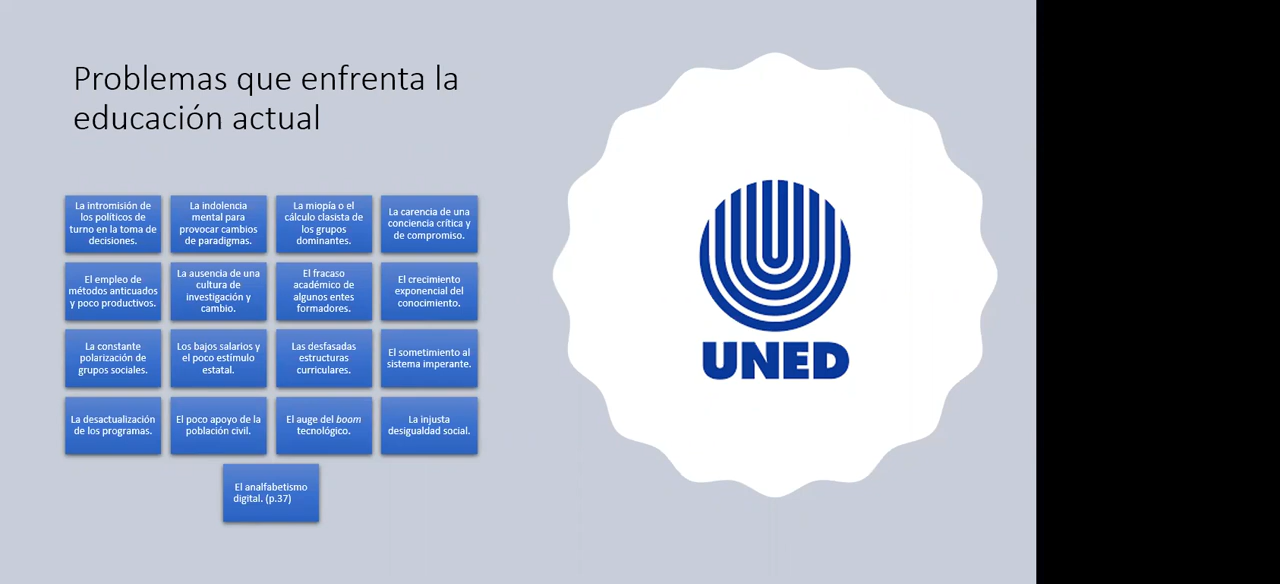 Problemas que enfrenta la
educación actual
La intromisión de
los políticos de
turno en la toma de
decisiones.
La indolencia
mental para
provocar cambios
de paradigmas.
La miopía o el
cálculo clasista de
los grupos
dominantes.
La carencia de una
conciencia crítica y
de compromiso.
El empleo de
métodos anticuados
y poco productivos.
La ausencia de una
cultura de
investigación y
cambio.
El fracaso
académico de
algunos entes
formadores.
El crecimiento
exponencial del
conocimiento.
La constante
polarización de
grupos sociales.
Los bajos salarios y
el poco estímulo
estatal.
Las desfasadas
estructuras
curriculares.
El sometimiento al
sistema imperante.
La desactualización
de los programas.
El poco apoyo de la
población civil.
El auge del boom
tecnológico.
La injusta
desigualdad social.
El analfabetismo
digital. (p.37)
UNED